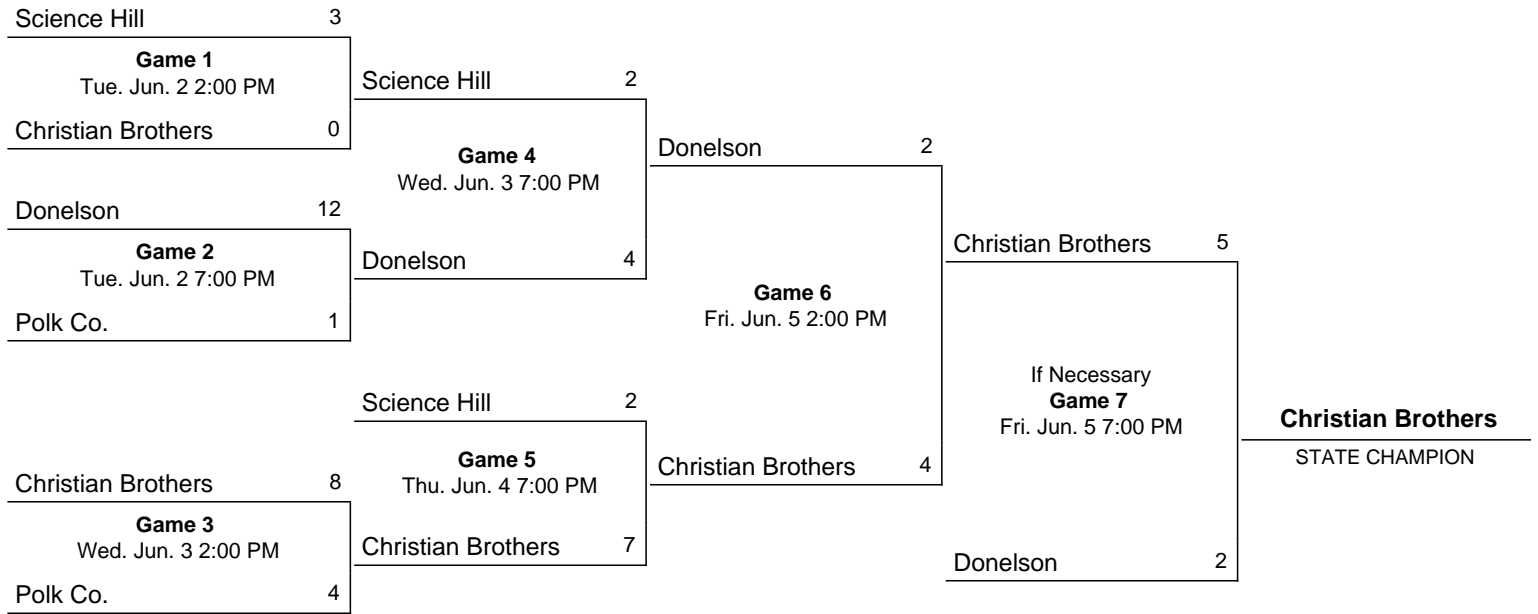 Science Hill 3
Game 1
Tue. Jun. 2 2:00 PM
Christian Brothers 0
Donelson 12
Game 2
Tue. Jun. 2 7:00 PM
Polk Co. 1
Christian Brothers 8
Game 3
Wed. Jun. 3 2:00 PM
Polk Co. 4
Science Hill 2
Game 4
Wed. Jun. 3 7:00 PM
Donelson 4
Science Hill 2
Game 5
Thu. Jun. 4 7:00 PM
Christian Brothers 7
Donelson 2
Game 6
Fri. Jun. 5 2:00 PM
Christian Brothers 4
Christian Brothers 5
If Necessary
Game 7
Fri. Jun. 5 7:00 PM
Donelson 2
Christian Brothers
STATE CHAMPION